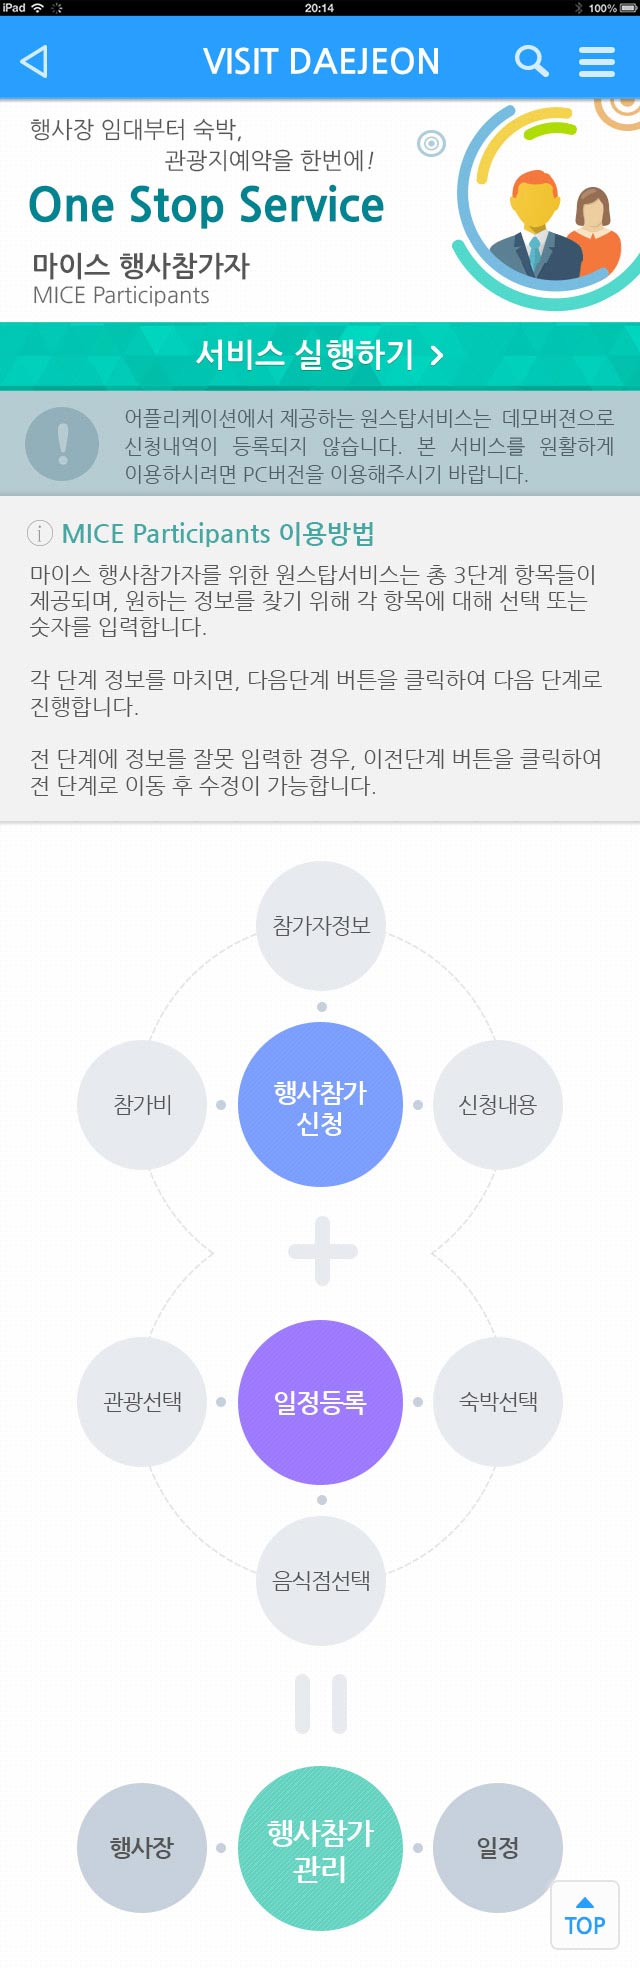 iPad 20:14 100%
VISIT DAEJEON
행사장 임대부터 숙박,
관광지예약을 한번에!
One Stop Service
마이스 행사참가자
MICE Participants
서비스 실행하기
어플리케이션에서 제공하는 원스탑서비스는 데모버젼으로
신청내역이 등록되지 않습니다. 본 서비스를 원활하게
이용하시려면 PC버전을 이용해주시기 바랍니다.
MICE Participants 이용방법
마이스 행사참가자를 위한 원스탑서비스는 총 3단계 항목들이
제공되며, 원하는 정보를 찾기 위해 각 항목에 대해 선택 또는
숫자를 입력합니다.
각 단계 정보를 마치면, 다음단계 버튼을 클릭하여 다음 단계로
진행합니다.
전 단계에 정보를 잘못 입력한 경우, 이전단계 버튼을 클릭하여
전 단계로 이동 후 수정이 가능합니다.
참가자정보
참가비
행사참가
신청
신청내용
관광선택
일정등록
숙박선택
음식점선택
행사장
행사참가
관리
일정
TOP